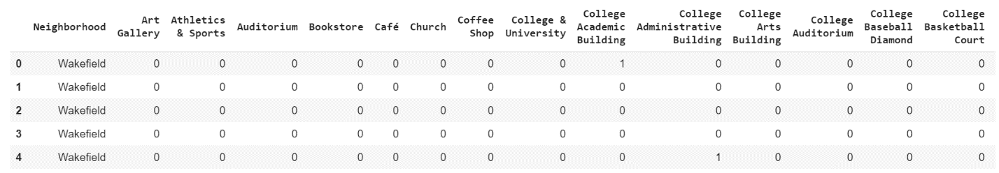 Neighborhood Art Gallery Athletics & Sports Auditorium Bookstore Café Church Coffee Shop College & University College Academic Building College Administrative Building College Arts Building College Auditorium College Baseball Diamond College Basketball Court
0 Wakefield 0 0 0 0 0 0 0 0 1 0 0 0 0 0
1 Wakefield 0 0 0 0 0 0 0 0 0 0 0 0 0 0
2 Wakefield 0 0 0 0 0 0 0 0 0 0 0 0 0 0
3 Wakefield 0 0 0 0 0 0 0 0 0 0 0 0 0 0
4 Wakefield 0 0 0 0 0 0 0 0 0 1 0 0 0 0